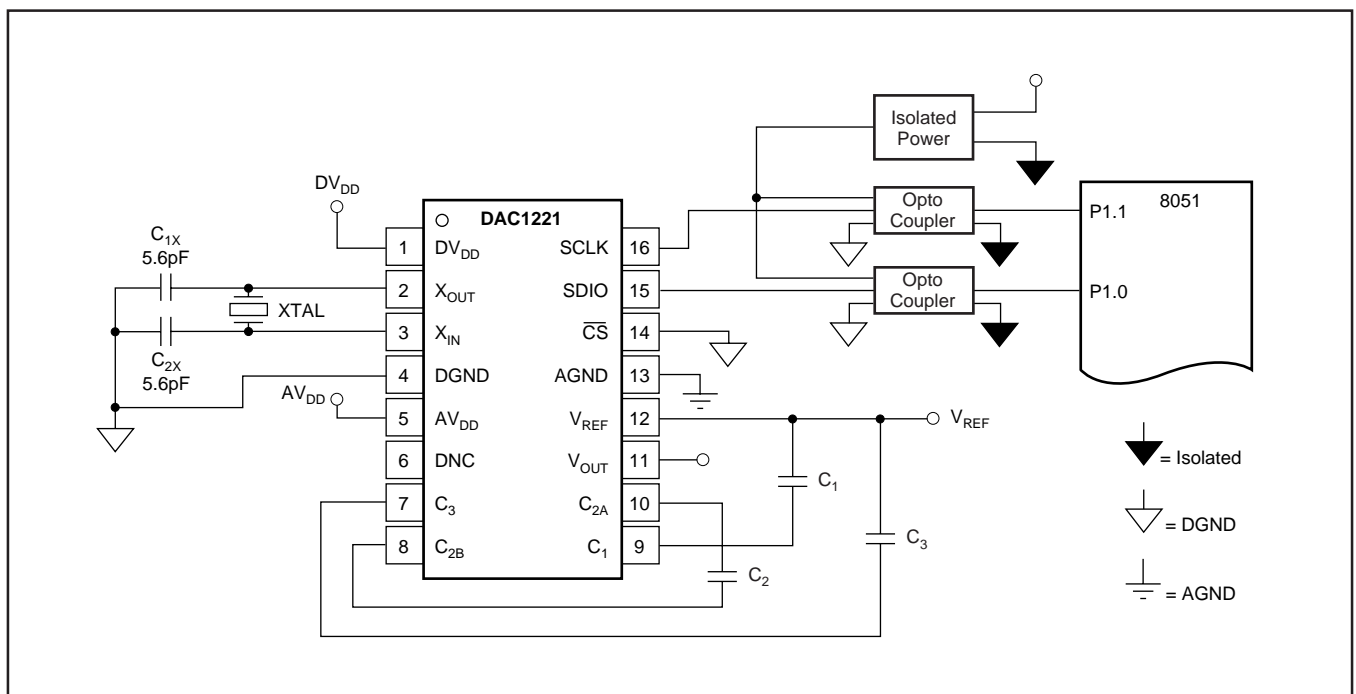 Isolated
Power
DV_DD
DAC1221
Opto
Coupler
8051
P1.1
C_1X
5.6pF
1
DV_DD
SCLK
16
2
X_OUT
SDIO
15
Opto
Coupler
P1.0
XTAL
3
X_IN
C̅S̅
14
C_2X
5.6pF
4
DGND
AGND
13
AV_DD
5
AV_DD
V_REF
12
V_REF
6
DNC
V_OUT
11
= Isolated
C_1
7
C_3
C_2A
10
= DGND
8
C_2B
C_1
9
C_3
C_2
= AGND